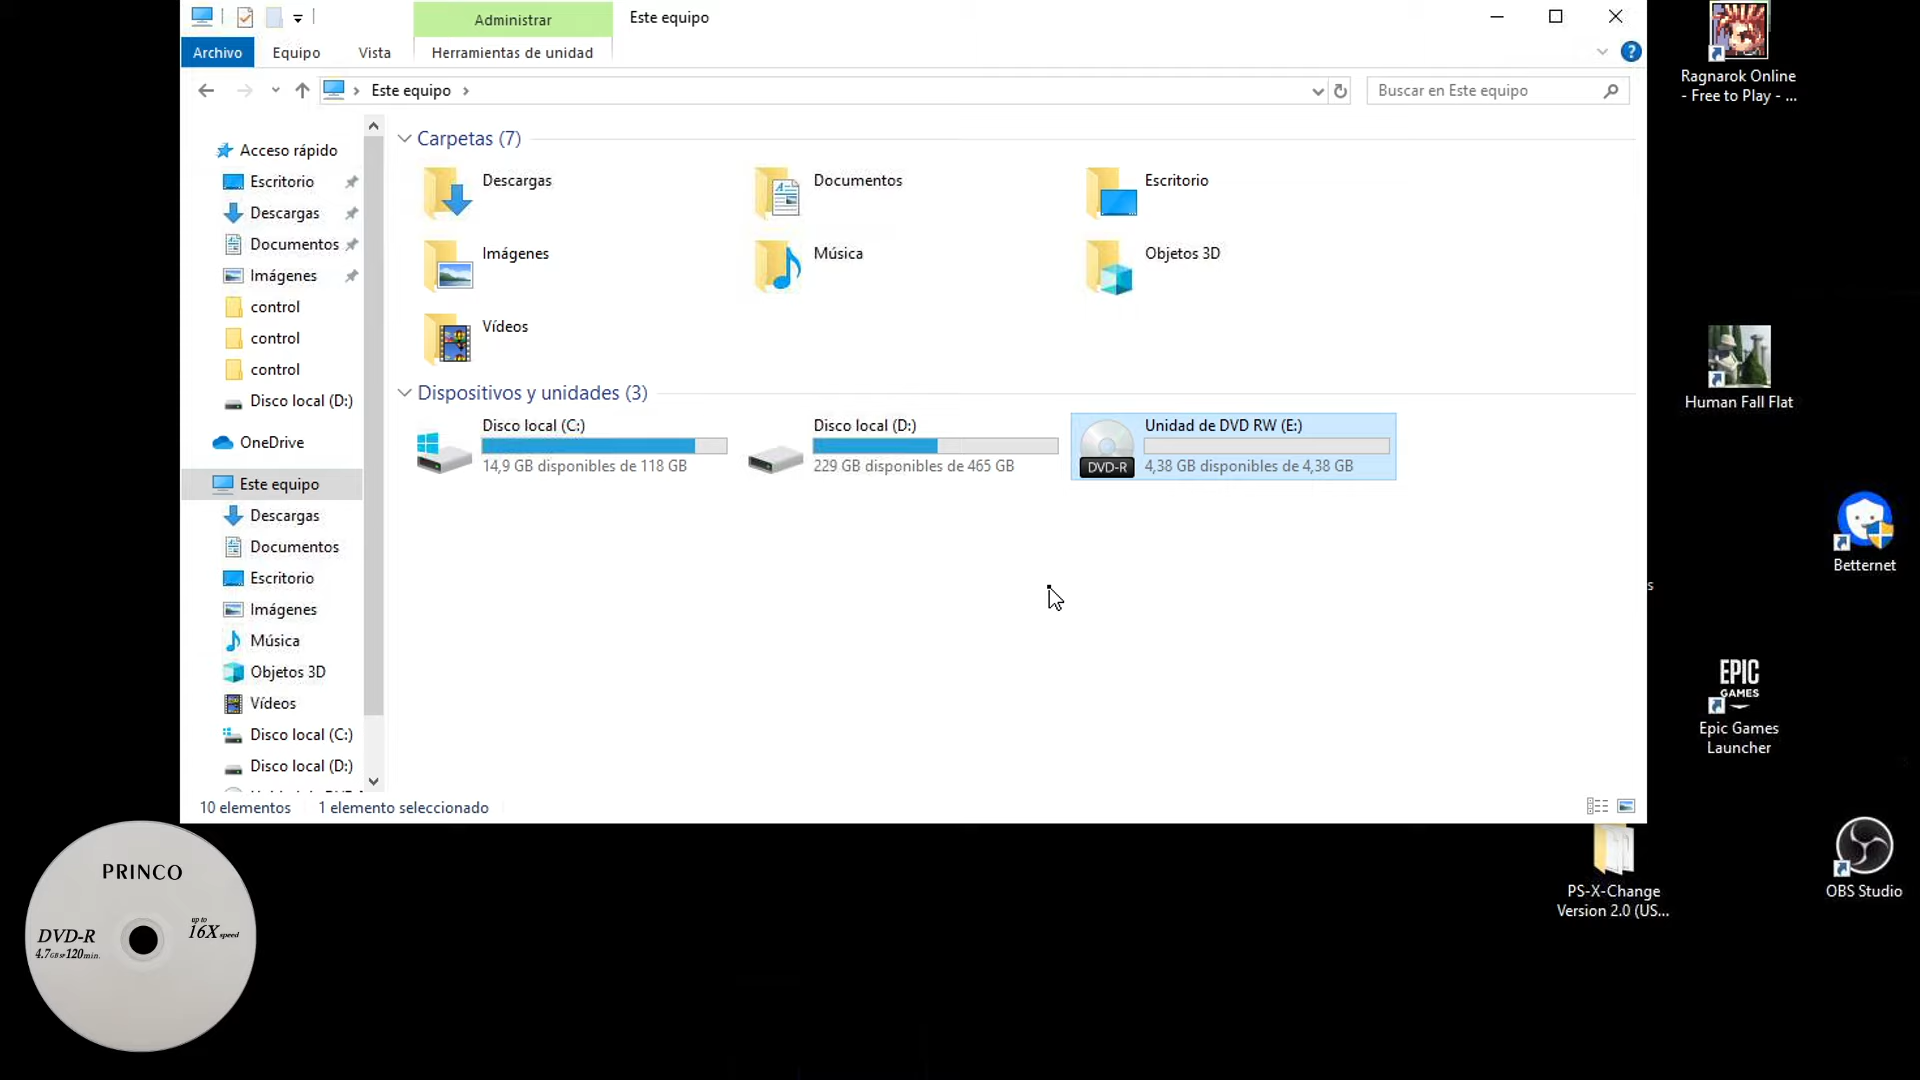 Administrar
Este equipo
Archivo
Equipo
Vista
Herramientas de unidad
Este equipo
Buscar en Este equipo
Acceso rápido
Escritorio
Descargas
Documentos
Imágenes
control
control
control
Disco local (D:)
OneDrive
Este equipo
Descargas
Documentos
Escritorio
Imágenes
Música
Objetos 3D
Vídeos
Disco local (C:)
Disco local (D:)
Carpetas (7)
Descargas
Documentos
Escritorio
Imágenes
Música
Objetos 3D
Vídeos
Dispositivos y unidades (3)
Disco local (C:)
14,9 GB disponibles de 118 GB
Disco local (D:)
229 GB disponibles de 465 GB
Unidad de DVD RW (E:)
4,38 GB disponibles de 4,38 GB
DVD-R
10 elementos
1 elemento seleccionado
Ragnarok Online
- Free to Play - ...
Human Fall Flat
Betternet
s
EPIC
GAMES
Epic Games
Launcher
PS-X-Change
Version 2.0 (US...
OBS Studio
PRINCO
DVD-R
4.7GB SP 120min.
up to
16X speed